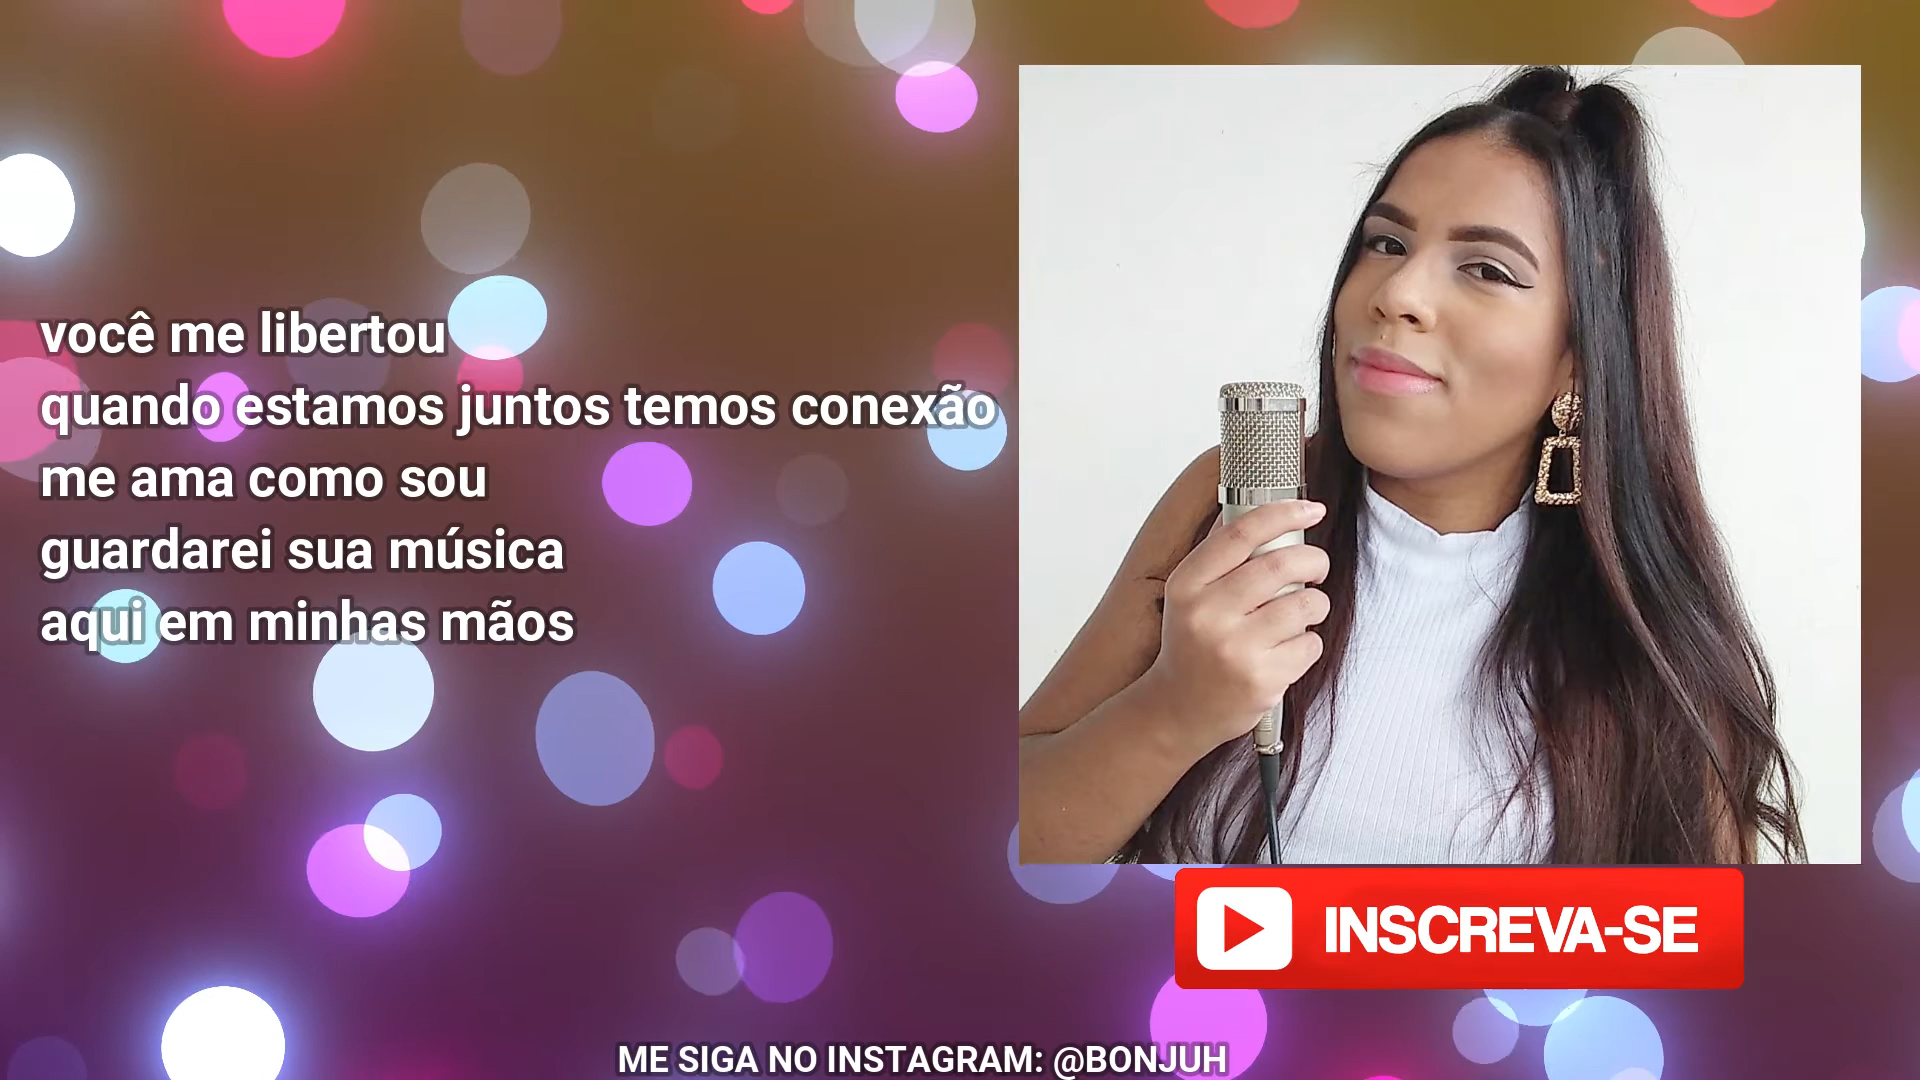 você me libertou
quando estamos juntos temos conexão
me ama como sou
guardarei sua música
aqui em minhas mãos
INSCREVA-SE
ME SIGA NO INSTAGRAM: @BONJUH